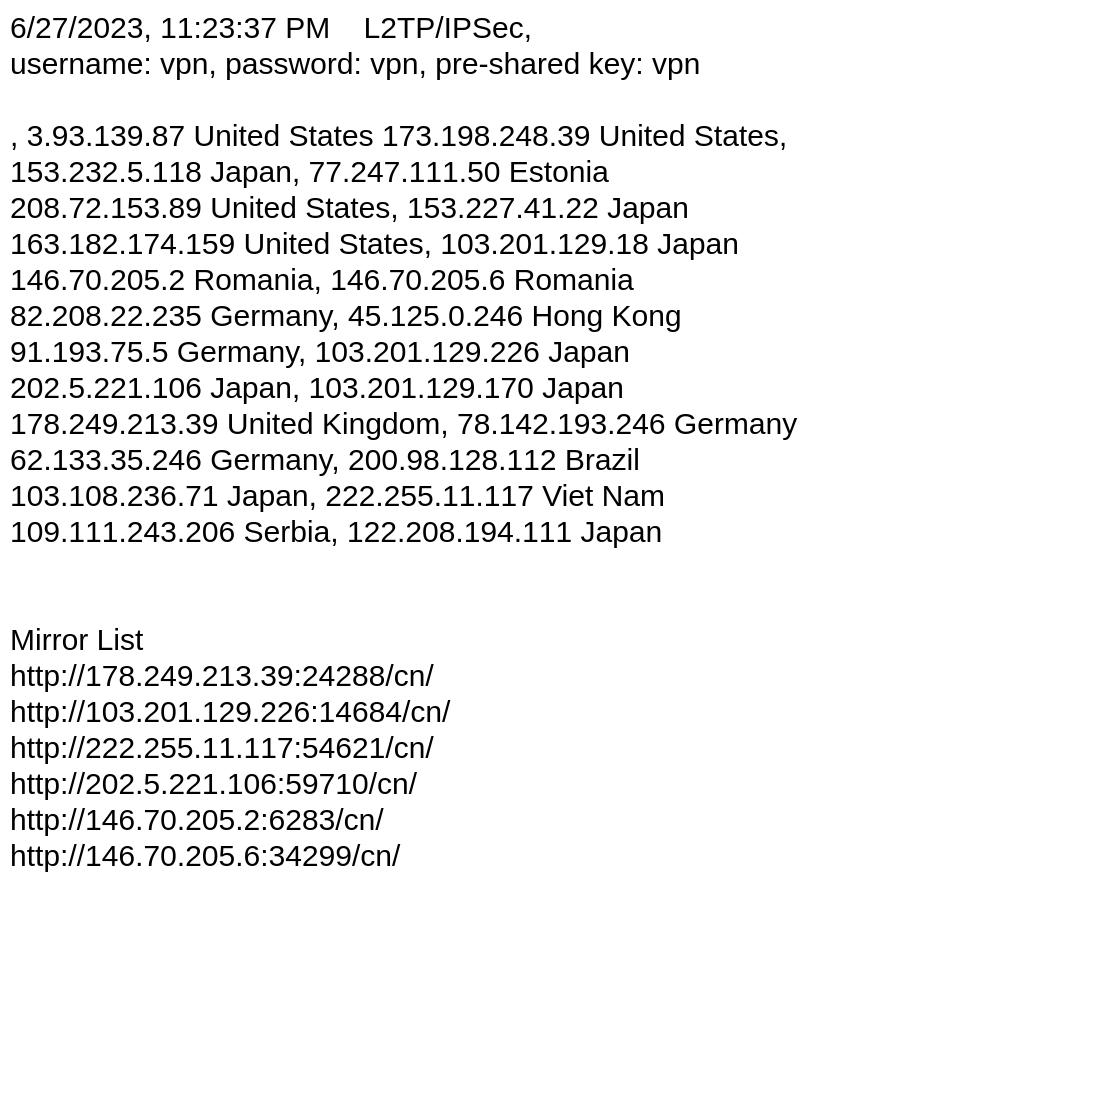 6/27/2023, 11:23:37 PM    L2TP/IPSec,
username: vpn, password: vpn, pre-shared key: vpn
, 3.93.139.87 United States 173.198.248.39 United States,
153.232.5.118 Japan, 77.247.111.50 Estonia
208.72.153.89 United States, 153.227.41.22 Japan
163.182.174.159 United States, 103.201.129.18 Japan
146.70.205.2 Romania, 146.70.205.6 Romania
82.208.22.235 Germany, 45.125.0.246 Hong Kong
91.193.75.5 Germany, 103.201.129.226 Japan
202.5.221.106 Japan, 103.201.129.170 Japan
178.249.213.39 United Kingdom, 78.142.193.246 Germany
62.133.35.246 Germany, 200.98.128.112 Brazil
103.108.236.71 Japan, 222.255.11.117 Viet Nam
109.111.243.206 Serbia, 122.208.194.111 Japan
Mirror List
http://178.249.213.39:24288/cn/
http://103.201.129.226:14684/cn/
http://222.255.11.117:54621/cn/
http://202.5.221.106:59710/cn/
http://146.70.205.2:6283/cn/
http://146.70.205.6:34299/cn/